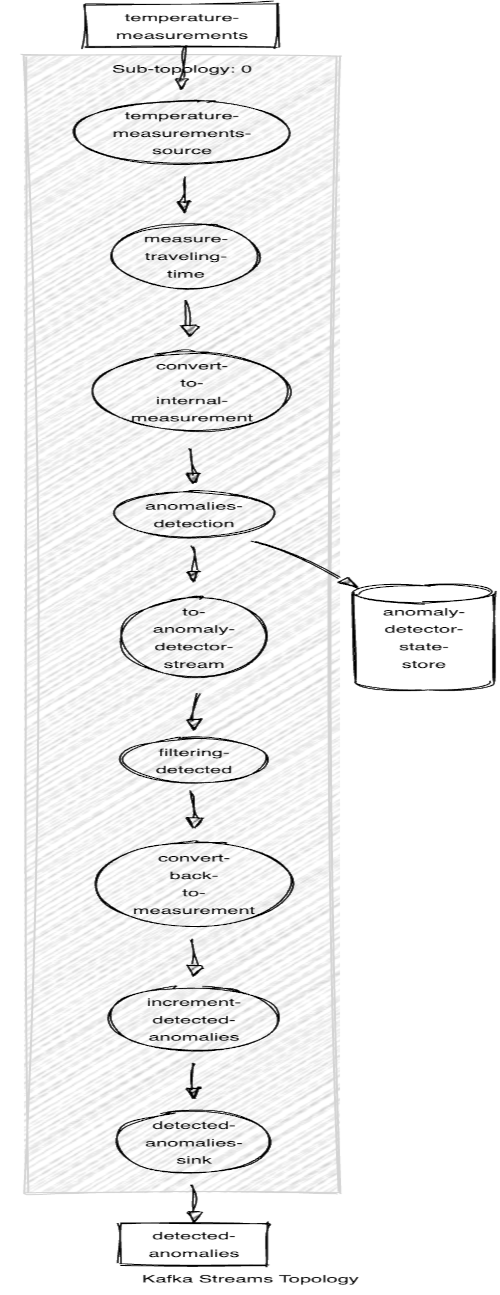 temperature-
measurements
Sub-topology: 0
temperature-
measurements-
source
measure-
traveling-
time
convert-
to-
internal-
measurement
anomalies-
detection
to-
anomaly-
detector-
stream
anomaly-
detector-
state-
store
filtering-
detected
convert-
back-
to-
measurement
increment-
detected-
anomalies
detected-
anomalies-
sink
detected-
anomalies
Kafka Streams Topology